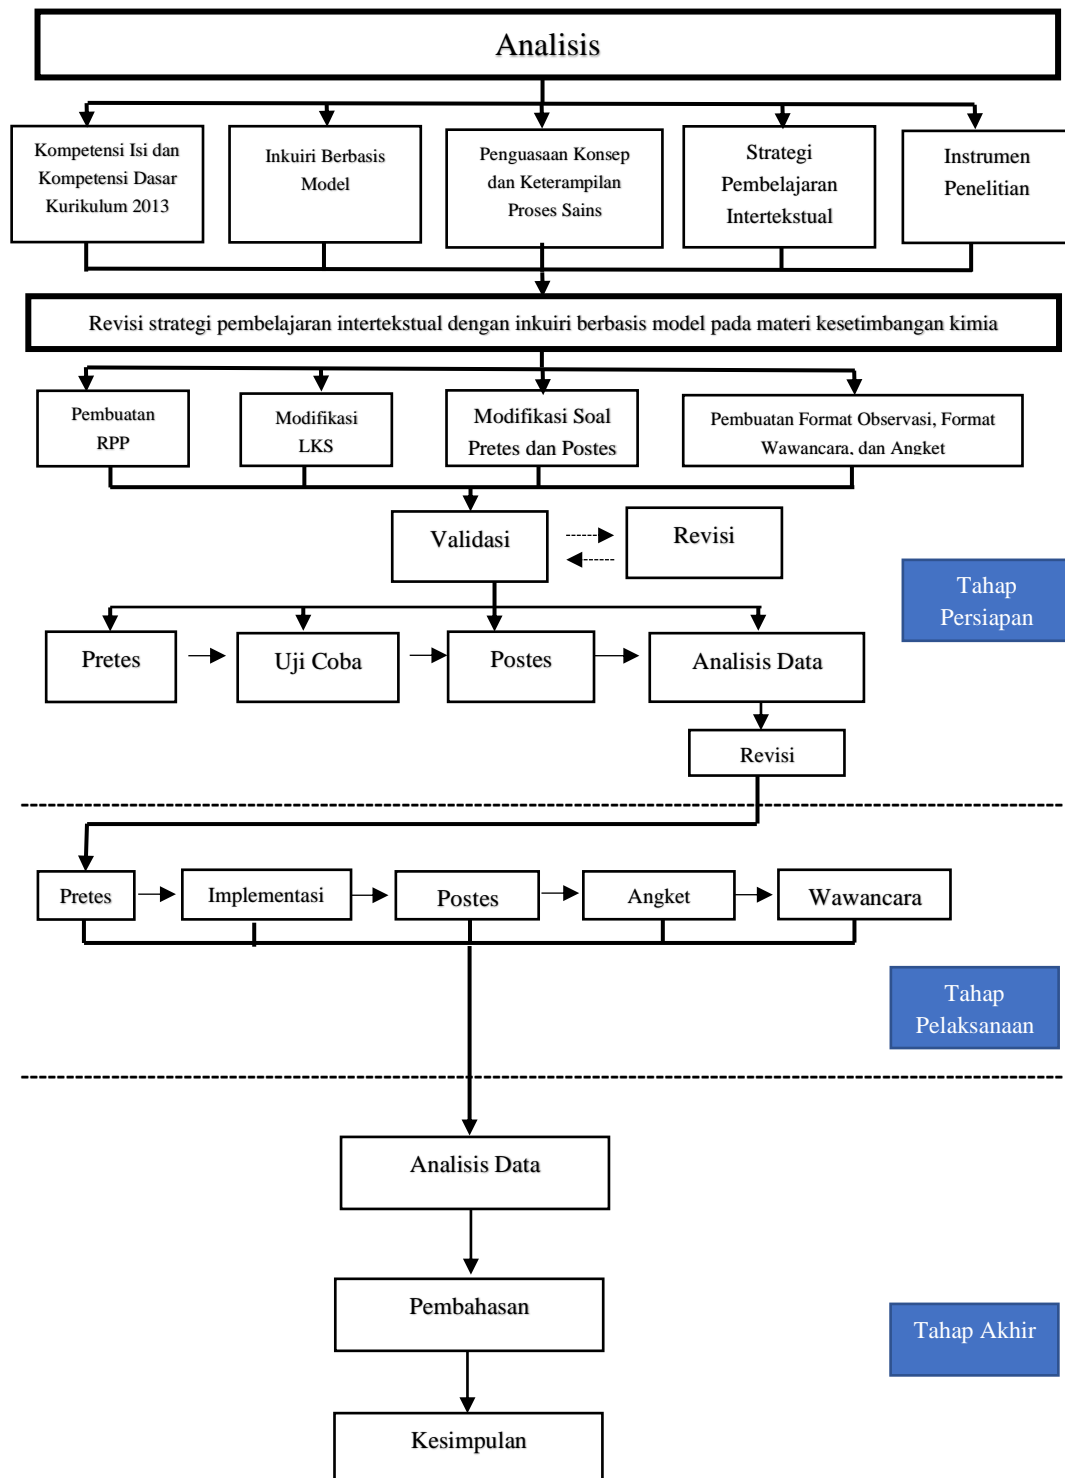 Analisis
Kompetensi Isi dan
Kompetensi Dasar
Kurikulum 2013
Inkuiri Berbasis
Model
Penguasaan Konsep
dan Keterampilan
Proses Sains
Strategi
Pembelajaran
Intertekstual
Instrumen
Penelitian
Revisi strategi pembelajaran intertekstual dengan inkuiri berbasis model pada materi kesetimbangan kimia
Pembuatan
RPP
Modifikasi
LKS
Modifikasi Soal
Pretes dan Postes
Pembuatan Format Observasi, Format
Wawancara, dan Angket
Validasi
Revisi
Tahap
Persiapan
Pretes
Uji Coba
Postes
Analisis Data
Revisi
Pretes
Implementasi
Postes
Angket
Wawancara
Tahap
Pelaksanaan
Analisis Data
Pembahasan
Tahap Akhir
Kesimpulan